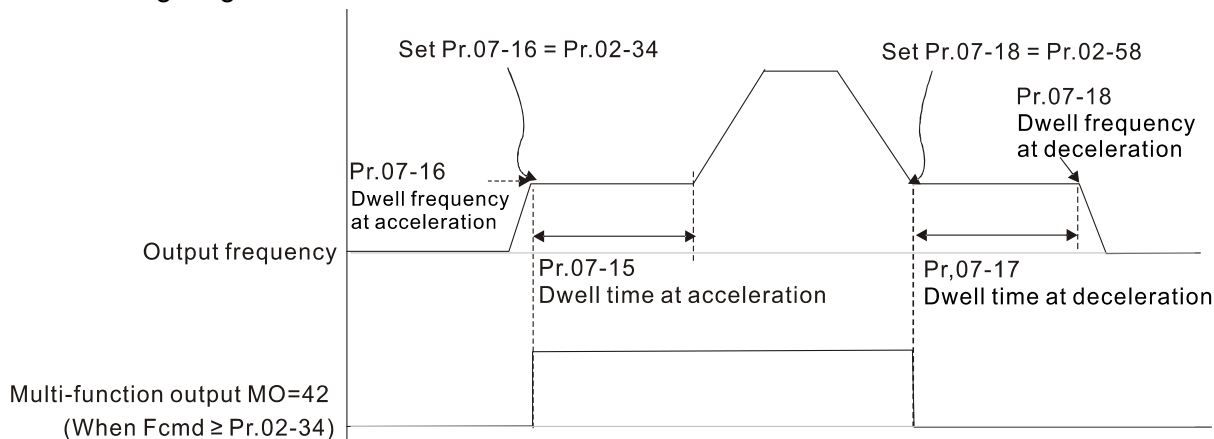 Set Pr.07-16 = Pr.02-34
Set Pr.07-18 = Pr.02-58
Pr.07-18
Dwell frequency
at deceleration
Pr.07-16
Dwell frequency
at acceleration
Output frequency
Pr.07-15
Dwell time at acceleration
Pr,07-17
Dwell time at deceleration
Multi-function output MO=42
(When Fcmd ≥ Pr.02-34)